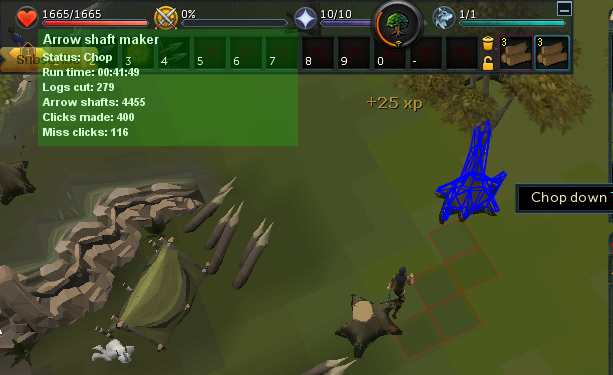 1665/1665
0%
10/10
1/1
Arrow shaft maker
Status: Chop
Run time: 00:41:49
Logs cut: 279
Arrow shafts: 4455
Clicks made: 400
Miss clicks: 116
2 3 4 5 6 7 8 9 0 -
3 3
+25 xp
Chop down